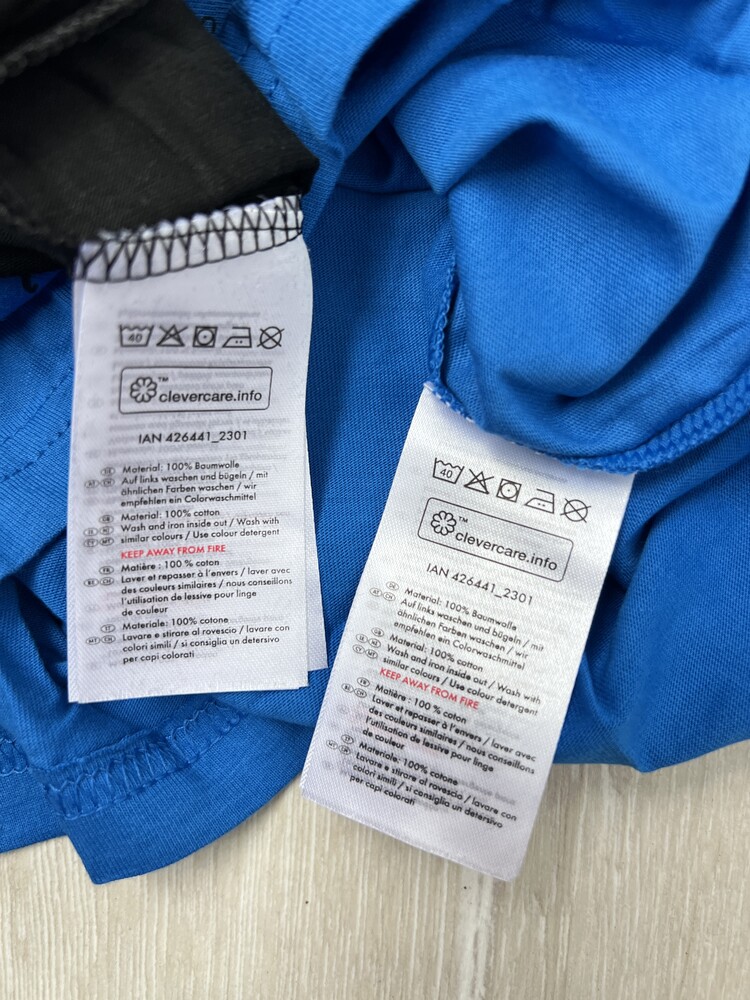 40
clevercare.info™
IAN 426441_2301
DE AT CH Material: 100% Baumwolle
Auf links waschen und bügeln / mit
ähnlichen Farben waschen / wir
empfehlen ein Colorwaschmittel
Material: 100% cotton
Wash and iron inside out / Wash with
similar colours / Use colour detergent
KEEP AWAY FROM FIRE
Matière : 100 % coton
Laver et repasser à l'envers / laver avec
des couleurs similaires / nous conseillons
l'utilisation de lessive pour linge
de couleur
Materiale: 100% cotone
Lavare e stirare al rovescio / lavare con
colori simili / si consiglia un detersivo
per capi colorati
40
clevercare.info™
IAN 426441_2301
Material: 100% Baumwolle
Auf links waschen und bügeln / mit
ähnlichen Farben waschen / wir
empfehlen ein Colorwaschmittel
Material: 100% cotton
Wash and iron inside out / Wash with
similar colours / Use colour detergent
KEEP AWAY FROM FIRE
Matière : 100 % coton
Laver et repasser à l'envers / laver avec
des couleurs similaires / nous conseillons
l'utilisation de lessive pour linge
de couleur
Materiale: 100% cotone
Lavare e stirare al rovescio / lavare con
colori simili / si consiglia un detersivo
per capi colorati